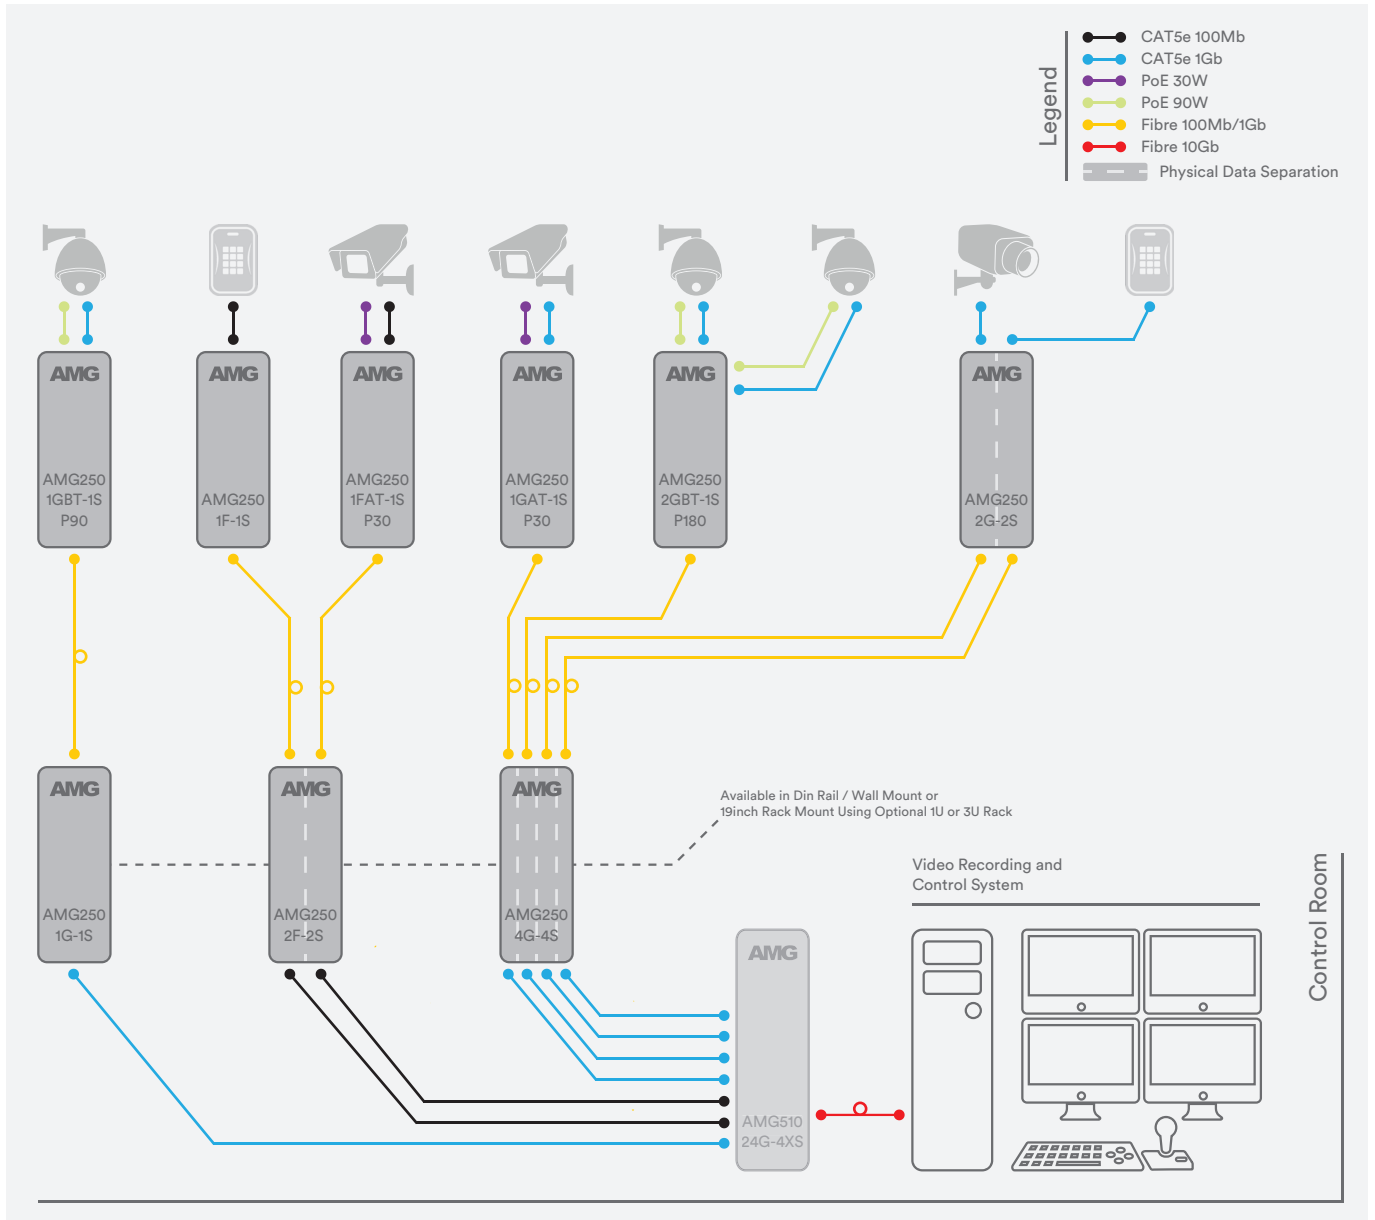 Legend
CAT5e 100Mb
CAT5e 1Gb
PoE 30W
PoE 90W
Fibre 100Mb/1Gb
Fibre 10Gb
Physical Data Separation
AMG
AMG250
1GBT-1S
P90
AMG
AMG250
1F-1S
AMG
AMG250
1FAT-1S
P30
AMG
AMG250
1GAT-1S
P30
AMG
AMG250
2GBT-1S
P180
AMG
AMG250
2G-2S
AMG
AMG250
1G-1S
AMG
AMG250
2F-2S
AMG
AMG250
4G-4S
Available in Din Rail / Wall Mount or
19inch Rack Mount Using Optional 1U or 3U Rack
AMG
AMG510
24G-4XS
Video Recording and
Control System
Control Room